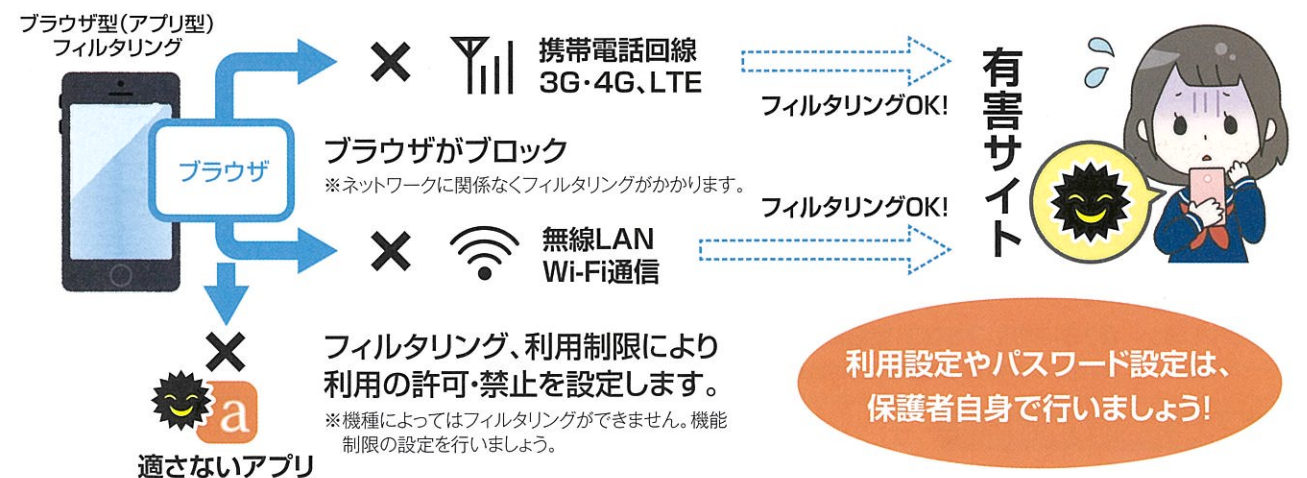 ブラウザ型(アプリ型)
フィルタリング
ブラウザ
携帯電話回線
3G・4G、LTE
フィルタリングOK!
ブラウザがブロック
※ネットワークに関係なくフィルタリングがかかります。
無線LAN
Wi-Fi通信
フィルタリングOK!
有害サイト
a
適さないアプリ
フィルタリング、利用制限により
利用の許可・禁止を設定します。
※機種によってはフィルタリングができません。機能
制限の設定を行いましょう。
利用設定やパスワード設定は、
保護者自身で行いましょう!